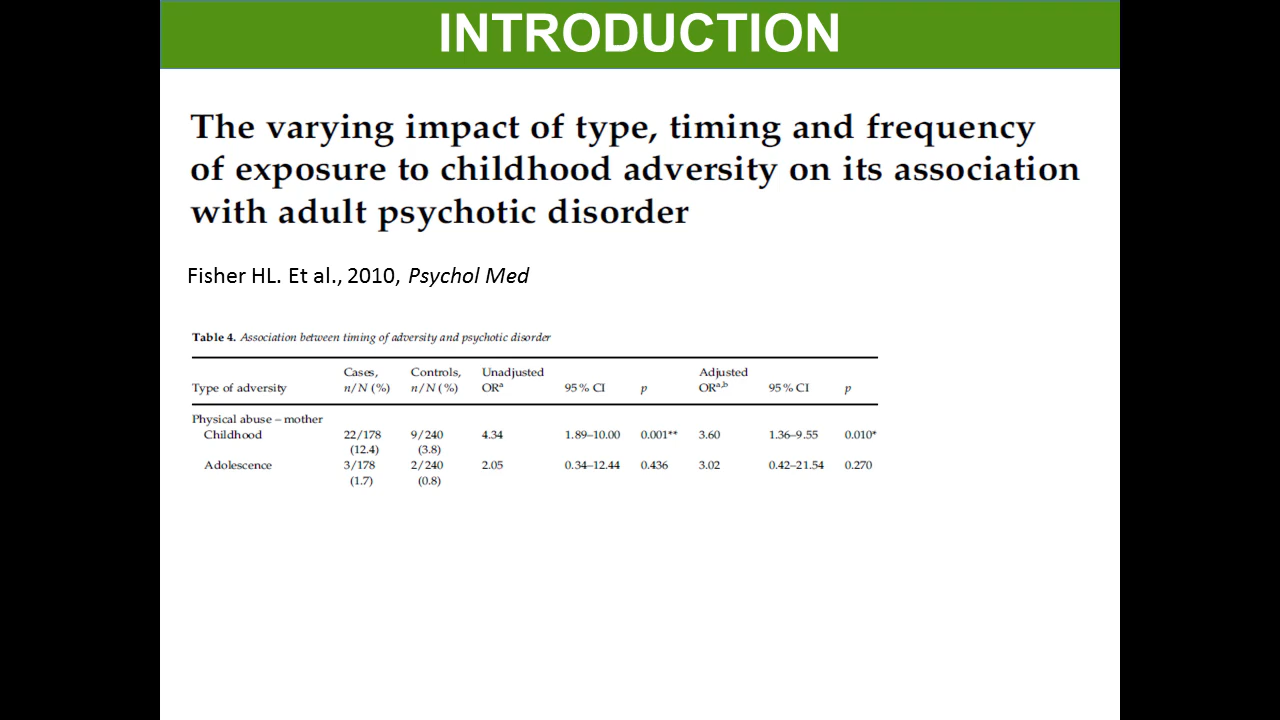 INTRODUCTION
The varying impact of type, timing and frequency
of exposure to childhood adversity on its association
with adult psychotic disorder
Fisher HL. Et al., 2010, Psychol Med
Table 4. Association between timing of adversity and psychotic disorder
Cases, Controls, Unadjusted Adjusted
Type of adversity n/N (%) n/N (%) ORᵃ 95% CI p ORᵃ,ᵇ 95% CI p
Physical abuse – mother
Childhood 22/178 9/240 4.34 1.89–10.00 0.001** 3.60 1.36–9.55 0.010*
(12.4) (3.8)
Adolescence 3/178 2/240 2.05 0.34–12.44 0.436 3.02 0.42–21.54 0.270
(1.7) (0.8)